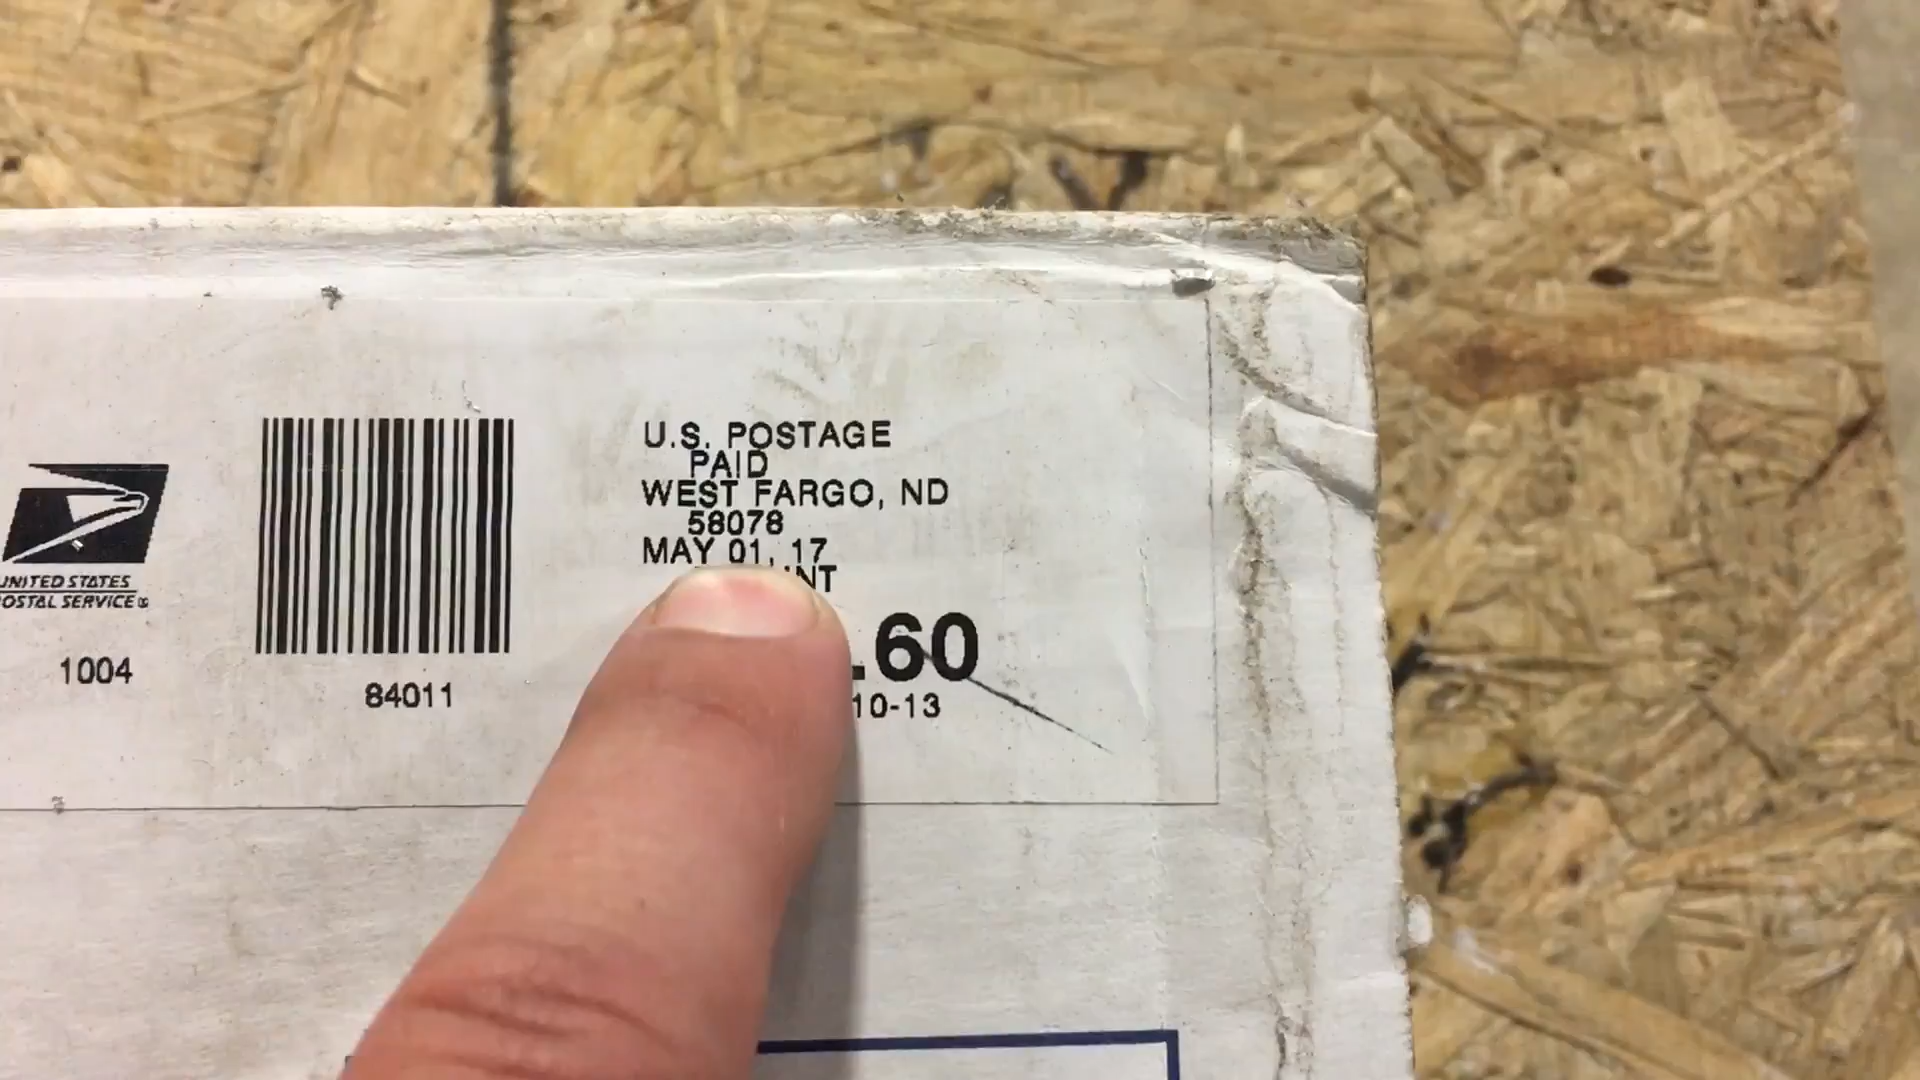 U.S. POSTAGE
PAID
WEST FARGO, ND
58078
MAY 01, 17
.60
10-13
UNITED STATES
POSTAL SERVICE®
1004
84011